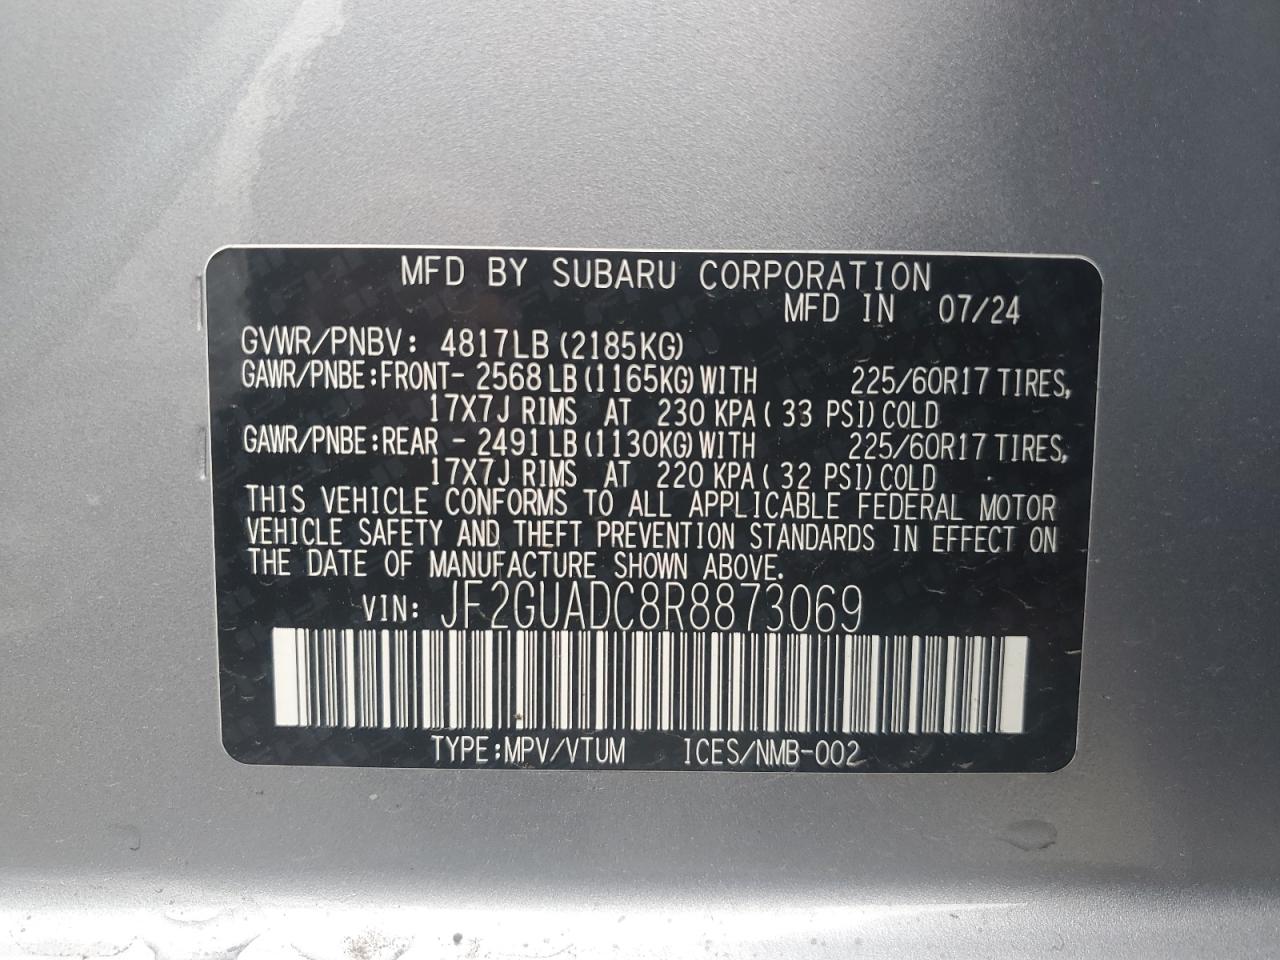 MFD BY SUBARU CORPORATION
MFD IN 07/24
GVWR/PNBV: 4817LB (2185KG)
GAWR/PNBE:FRONT- 2568LB (1165KG) WITH 225/60R17 TIRES,
17X7J RIMS AT 230 KPA ( 33 PSI) COLD
GAWR/PNBE:REAR - 2491LB (1130KG) WITH 225/60R17 TIRES,
17X7J RIMS AT 220 KPA ( 32 PSI) COLD
THIS VEHICLE CONFORMS TO ALL APPLICABLE FEDERAL MOTOR
VEHICLE SAFETY AND THEFT PREVENTION STANDARDS IN EFFECT ON
THE DATE OF MANUFACTURE SHOWN ABOVE.
VIN: JF2GUADC8R8873069
TYPE:MPV/VTUM ICES/NMB-002